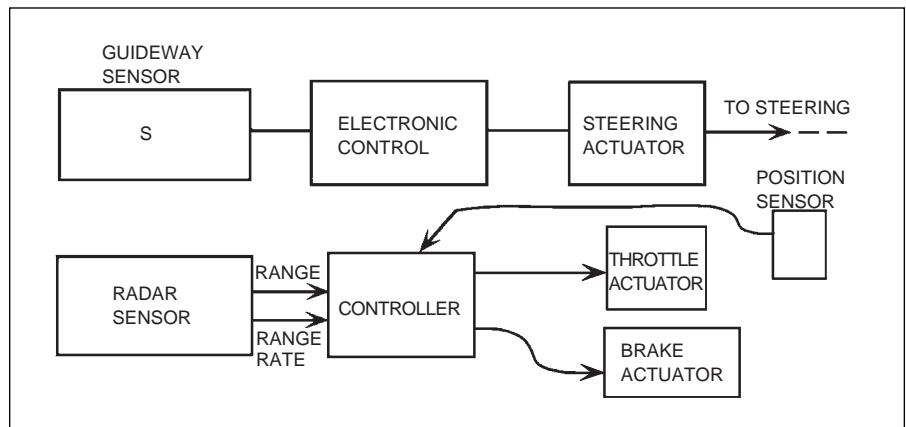 GUIDEWAY
SENSOR
S
ELECTRONIC
CONTROL
STEERING
ACTUATOR
TO STEERING
POSITION
SENSOR
RADAR
SENSOR
RANGE
RANGE
RATE
CONTROLLER
THROTTLE
ACTUATOR
BRAKE
ACTUATOR